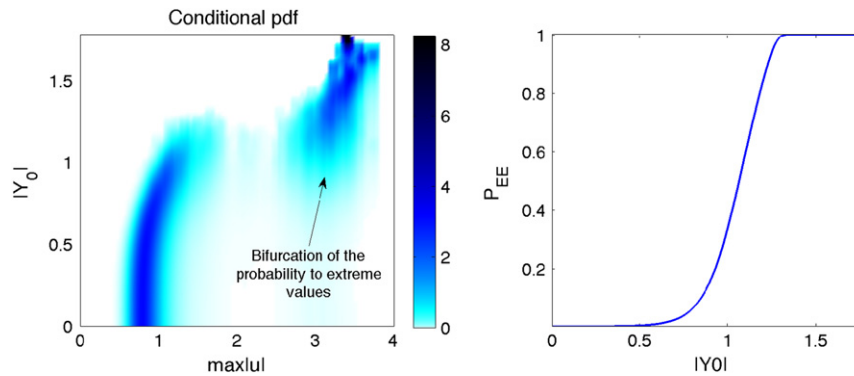 Conditional pdf
|Y_0|
1.5
1
0.5
0
0
1
2
3
4
max|u|
Bifurcation of the
probability to extreme
values
8
6
4
2
0
P_EE
1
0.8
0.6
0.4
0.2
0
0.5
1
1.5
|Y0|